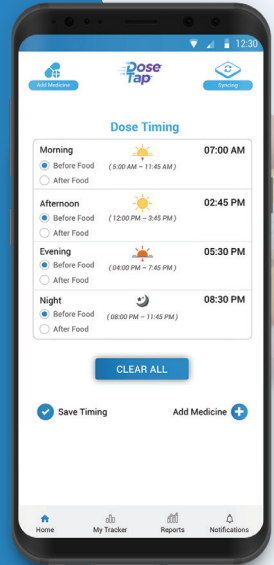 12:30
Add Medicine
Dose
Tap
Syncing
Dose Timing
Morning
07:00 AM
Before Food
(5:00 AM – 11:45 AM)
After Food
Afternoon
02:45 PM
Before Food
(12:00 PM – 3:45 PM)
After Food
Evening
05:30 PM
Before Food
(04:00 PM – 7:45 PM)
After Food
Night
08:30 PM
Before Food
(08:00 PM – 11:45 PM)
After Food
CLEAR ALL
Save Timing
Add Medicine
Home
My Tracker
Reports
Notifications